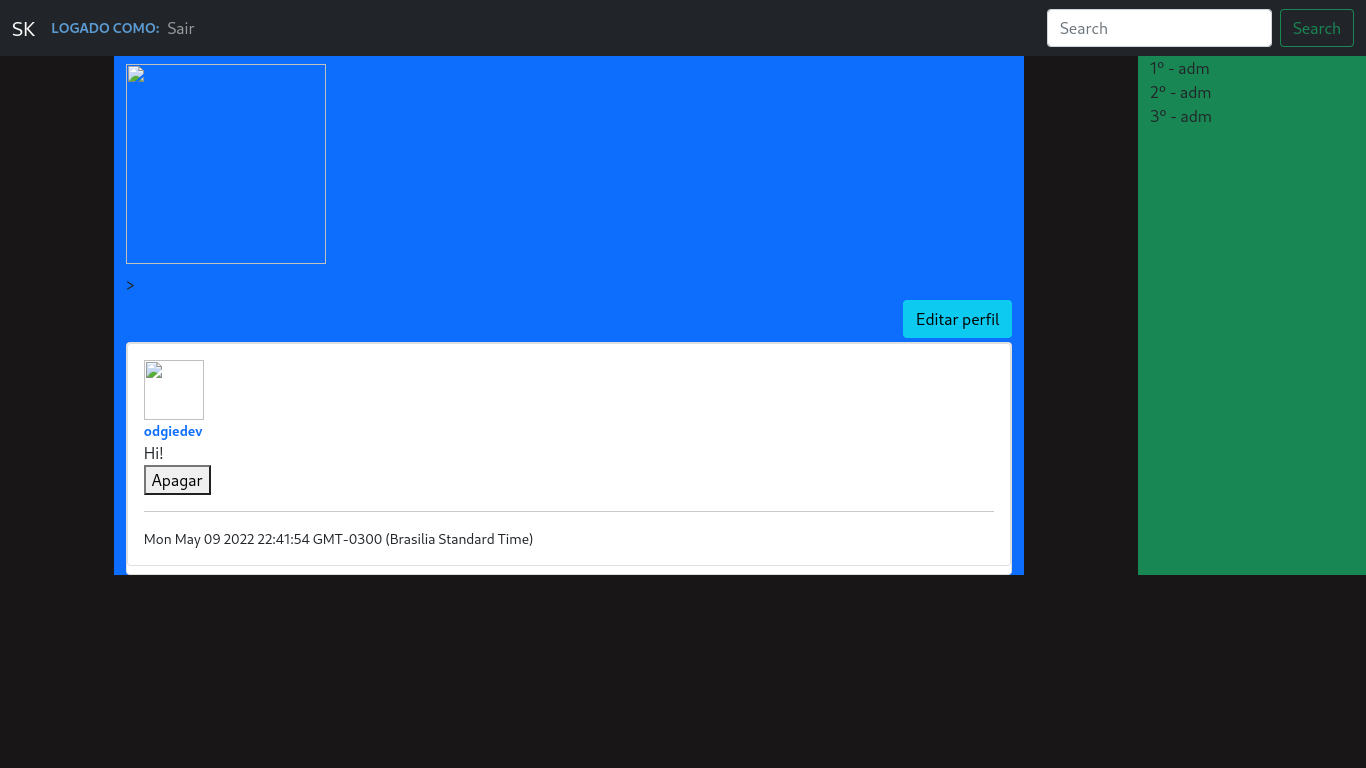 SK LOGADO COMO: Sair Search Search
1º - adm
2º - adm
3º - adm
>
Editar perfil
odgiedev
Hi!
Apagar
Mon May 09 2022 22:41:54 GMT-0300 (Brasilia Standard Time)